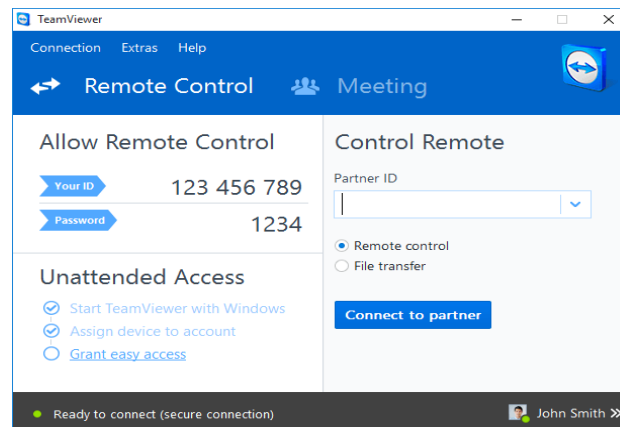 TeamViewer
Connection Extras Help
Remote Control Meeting
Allow Remote Control
Your ID 123 456 789
Password 1234
Unattended Access
Start TeamViewer with Windows
Assign device to account
Grant easy access
Control Remote
Partner ID
Remote control
File transfer
Connect to partner
Ready to connect (secure connection)
John Smith